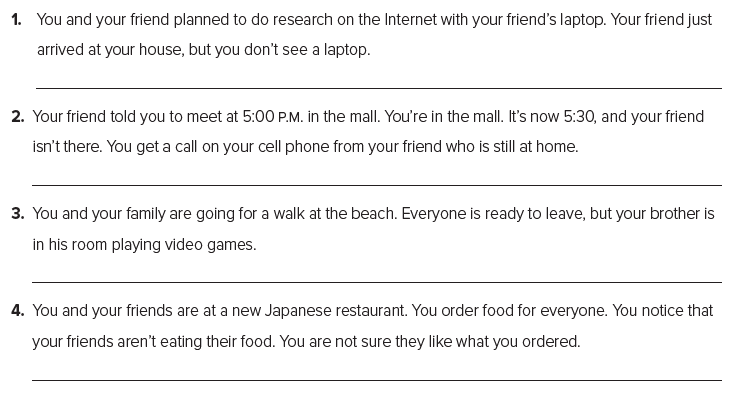 1. You and your friend planned to do research on the Internet with your friend's laptop. Your friend just
arrived at your house, but you don't see a laptop.
2. Your friend told you to meet at 5:00 P.M. in the mall. You're in the mall. It's now 5:30, and your friend
isn't there. You get a call on your cell phone from your friend who is still at home.
3. You and your family are going for a walk at the beach. Everyone is ready to leave, but your brother is
in his room playing video games.
4. You and your friends are at a new Japanese restaurant. You order food for everyone. You notice that
your friends aren't eating their food. You are not sure they like what you ordered.